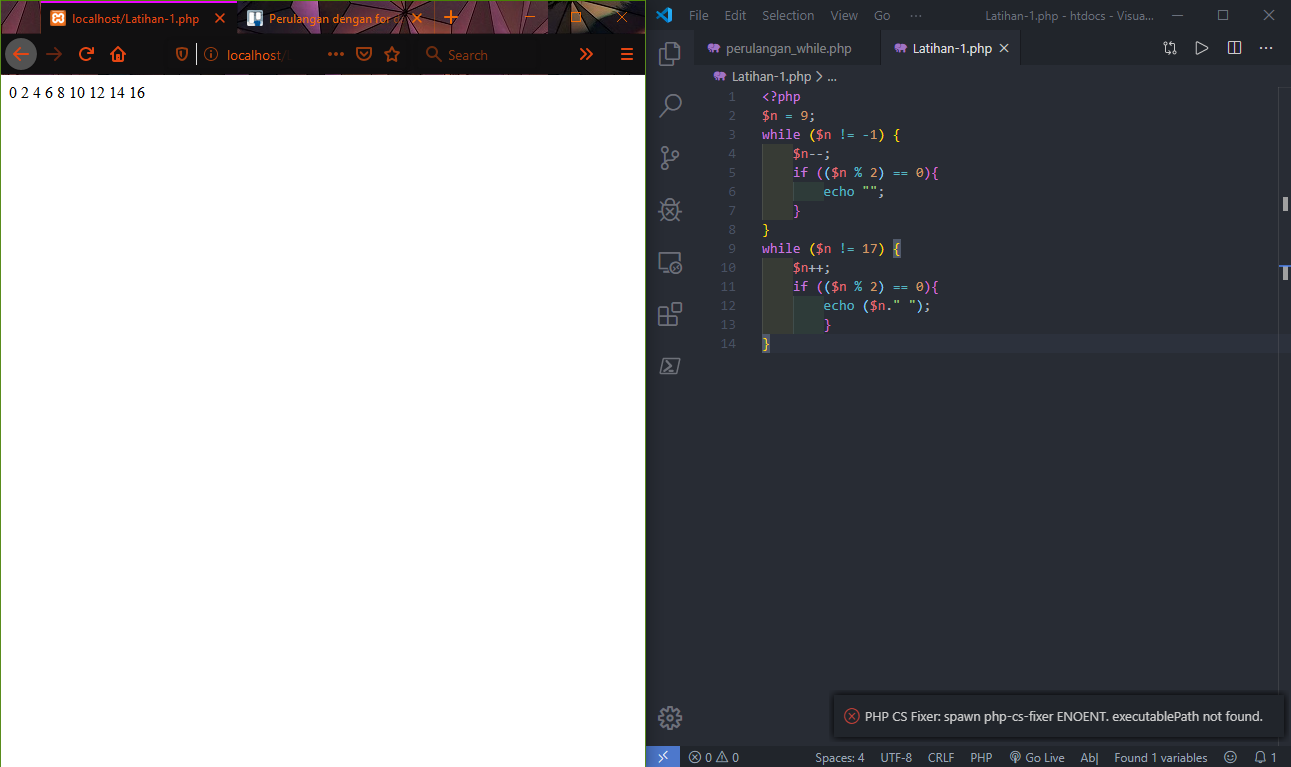 localhost/Latihan-1.php
Perulangan dengan for d
localhost/
Search
0 2 4 6 8 10 12 14 16
File Edit Selection View Go ··· Latihan-1.php - htdocs - Visua...
perulangan_while.php Latihan-1.php
Latihan-1.php > ...
1 <?php
2 $n = 9;
3 while ($n != -1) {
4 $n--;
5 if (($n % 2) == 0){
6 echo "";
7 }
8 }
9 while ($n != 17) {
10 $n++;
11 if (($n % 2) == 0){
12 echo ($n." ");
13 }
14 }
PHP CS Fixer: spawn php-cs-fixer ENOENT. executablePath not found.
0 0 Spaces: 4 UTF-8 CRLF PHP Go Live Ab| Found 1 variables 1